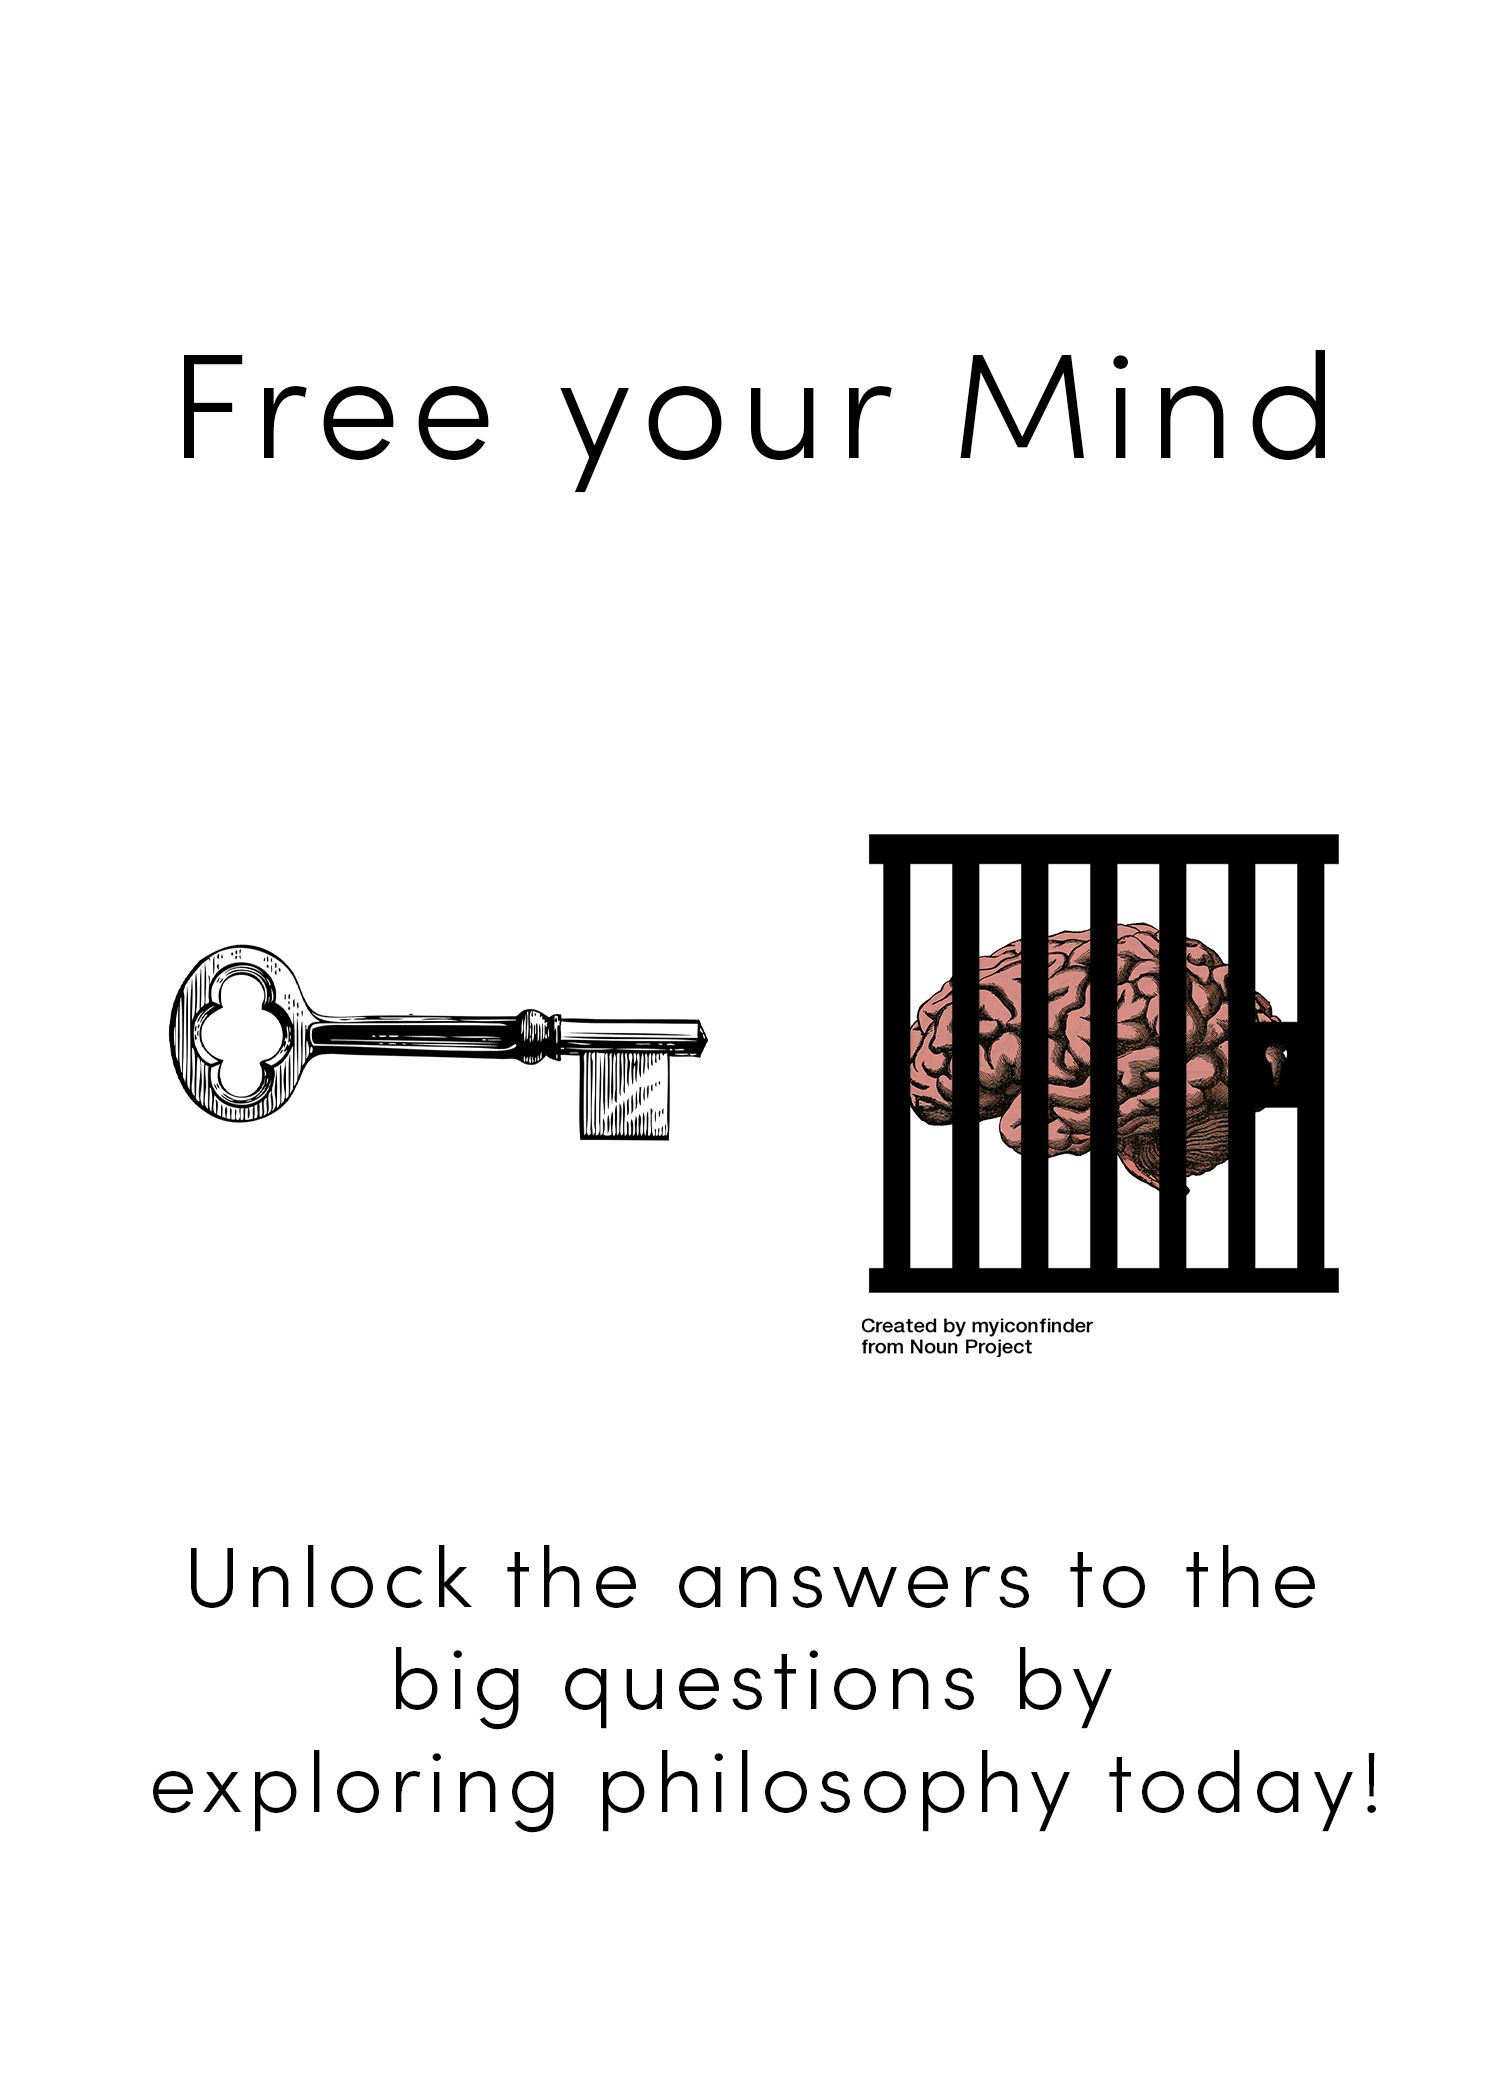 Free your Mind
Created by myiconfinder
from Noun Project
Unlock the answers to the
big questions by
exploring philosophy today!